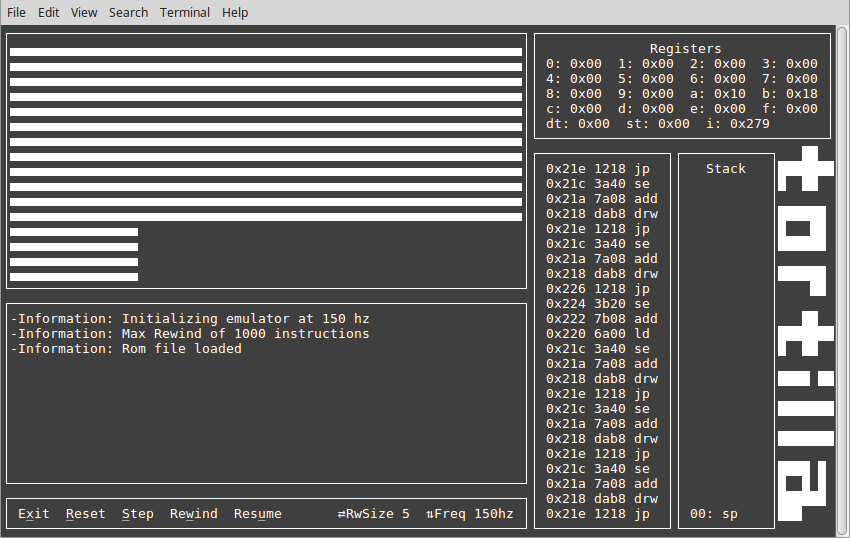 File Edit View Search Terminal Help
Registers
0: 0x00 1: 0x00 2: 0x00 3: 0x00
4: 0x00 5: 0x00 6: 0x00 7: 0x00
8: 0x00 9: 0x00 a: 0x10 b: 0x18
c: 0x00 d: 0x00 e: 0x00 f: 0x00
dt: 0x00 st: 0x00 i: 0x279
-Information: Initializing emulator at 150 hz
-Information: Max Rewind of 1000 instructions
-Information: Rom file loaded
Exit Reset Step Rewind Resume ⇄RwSize 5 ⇅Freq 150hz
0x21e 1218 jp
0x21c 3a40 se
0x21a 7a08 add
0x218 dab8 drw
0x21e 1218 jp
0x21c 3a40 se
0x21a 7a08 add
0x218 dab8 drw
0x226 1218 jp
0x224 3b20 se
0x222 7b08 add
0x220 6a00 ld
0x21c 3a40 se
0x21a 7a08 add
0x218 dab8 drw
0x21e 1218 jp
0x21c 3a40 se
0x21a 7a08 add
0x218 dab8 drw
0x21e 1218 jp
0x21c 3a40 se
0x21a 7a08 add
0x218 dab8 drw
0x21e 1218 jp
Stack
00: sp